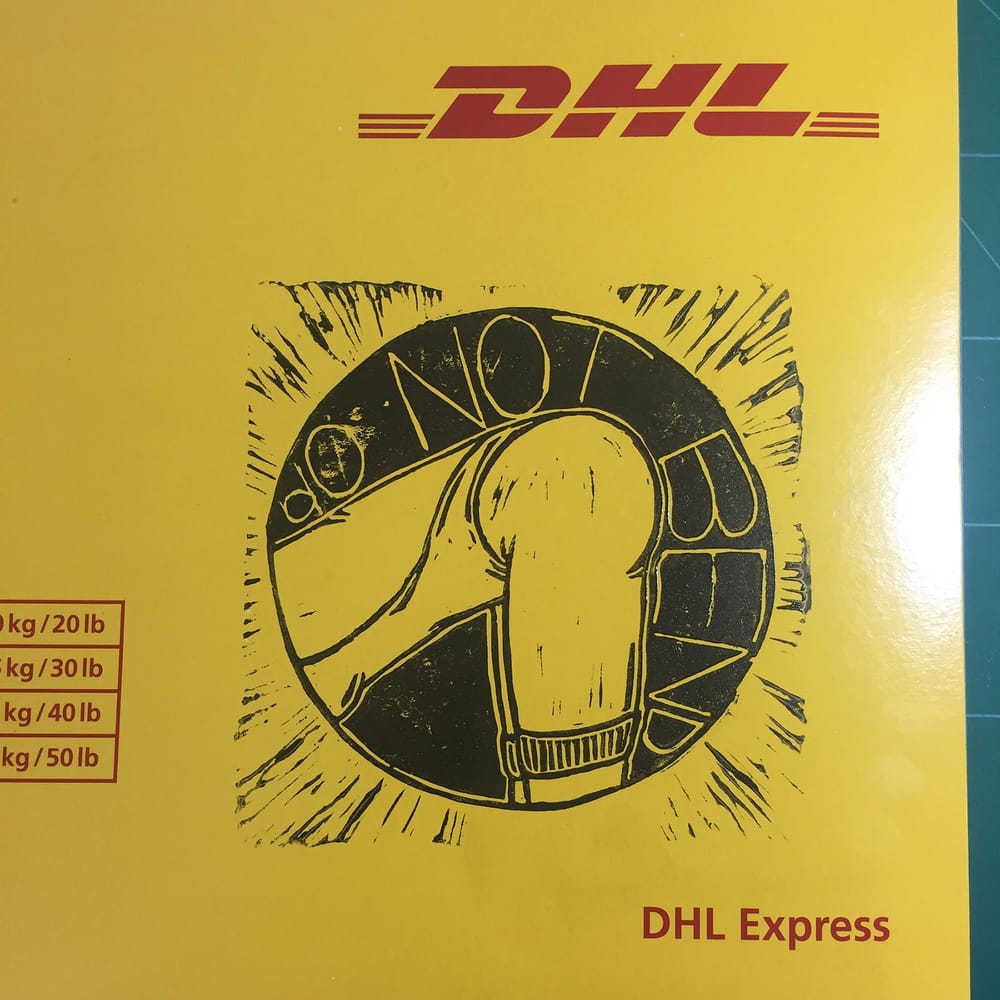 DHL
dO NOT BEND
kg/20 lb
kg/30 lb
kg/40 lb
kg/50 lb
DHL Express